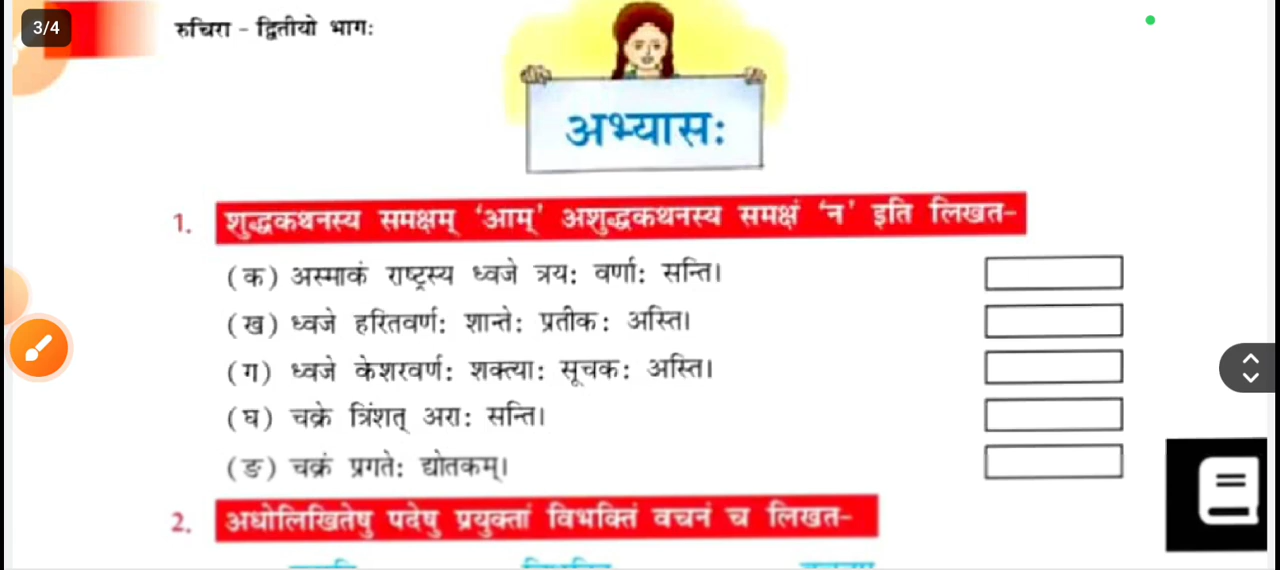 3/4
रुचिरा - द्वितीयो भागः
अभ्यासः
1. शुद्धकथनस्य समक्षम् 'आम्' अशुद्धकथनस्य समक्षं 'न' इति लिखत-
(क) अस्माकं राष्ट्रस्य ध्वजे त्रयः वर्णाः सन्ति।
(ख) ध्वजे हरितवर्णः शान्तेः प्रतीकः अस्ति।
(ग) ध्वजे केशरवर्णः शक्त्याः सूचकः अस्ति।
(घ) चक्रे त्रिंशत् अराः सन्ति।
(ङ) चक्रं प्रगतेः द्योतकम्।
2. अधोलिखितेषु पदेषु प्रयुक्तां विभक्तिं वचनं च लिखत-